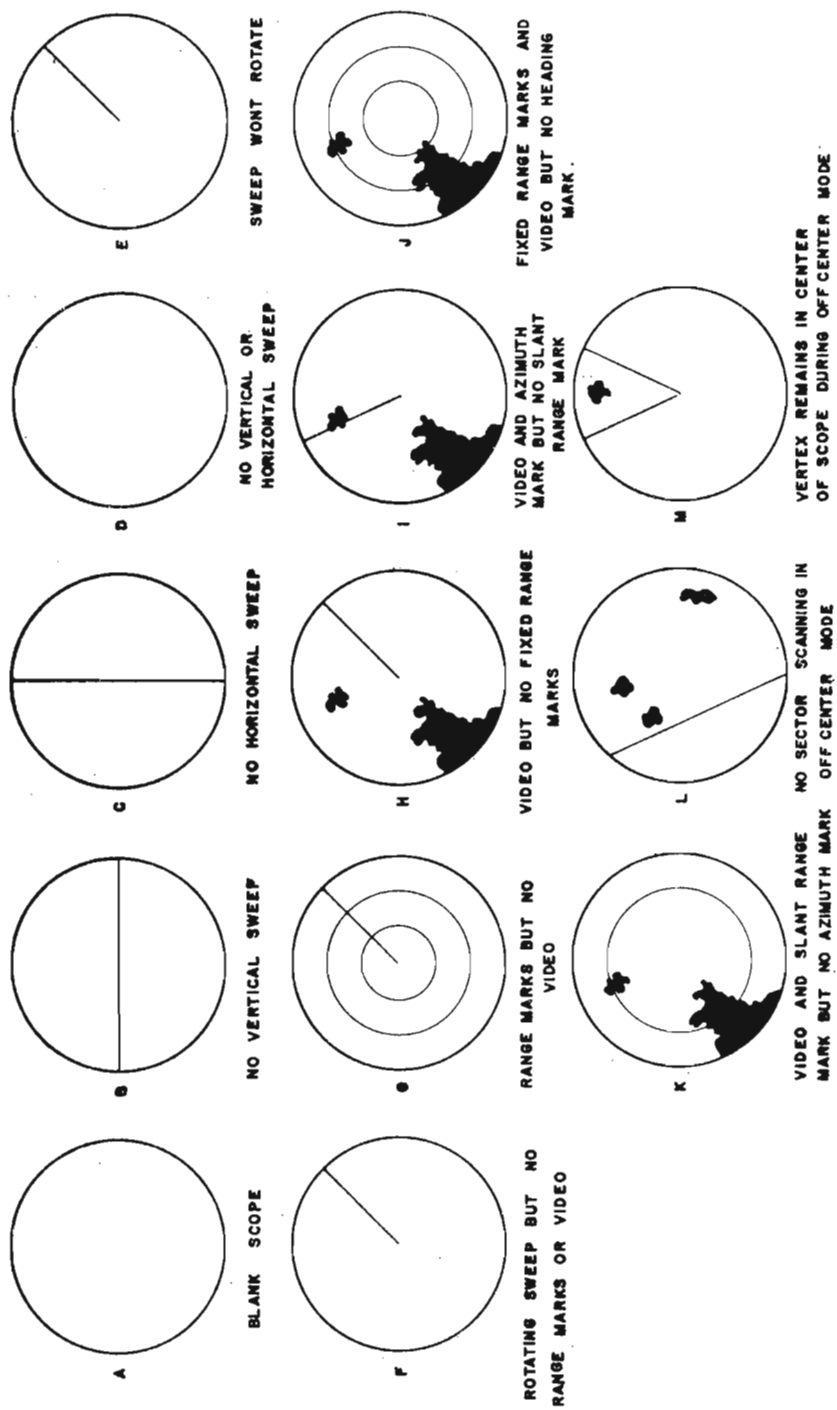 A
BLANK SCOPE
B
NO VERTICAL SWEEP
C
NO HORIZONTAL SWEEP
D
NO VERTICAL OR
HORIZONTAL SWEEP
E
SWEEP WONT ROTATE
F
ROTATING SWEEP BUT NO
RANGE MARKS OR VIDEO
G
RANGE MARKS BUT NO
VIDEO
H
VIDEO BUT NO FIXED RANGE
MARKS
I
VIDEO AND AZIMUTH
MARK BUT NO SLANT
RANGE MARK
J
FIXED RANGE MARKS AND
VIDEO BUT NO HEADING
MARK.
K
VIDEO AND SLANT RANGE
MARK BUT NO AZIMUTH MARK
L
NO SECTOR SCANNING IN
OFF CENTER MODE
M
VERTEX REMAINS IN CENTER
OF SCOPE DURING OFF CENTER MODE